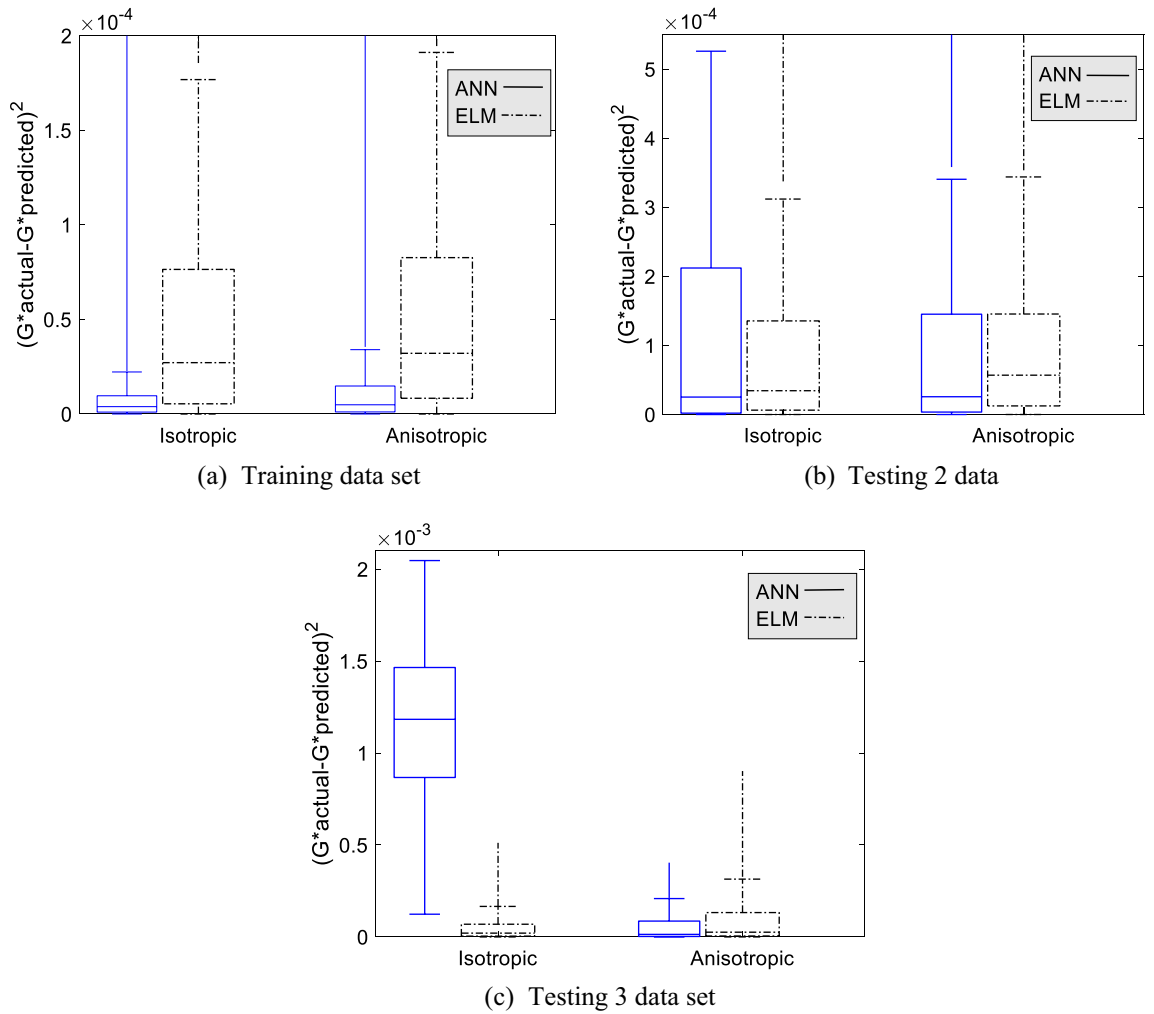 ×10-4
2
1.5
1
0.5
0
(G*actual-G*predicted)2
ANN
ELM
Isotropic
Anisotropic
(a) Training data set
×10-4
5
4
3
2
1
0
(G*actual-G*predicted)2
ANN
ELM
Isotropic
Anisotropic
(b) Testing 2 data
×10-3
2
1.5
1
0.5
0
(G*actual-G*predicted)2
ANN
ELM
Isotropic
Anisotropic
(c) Testing 3 data set